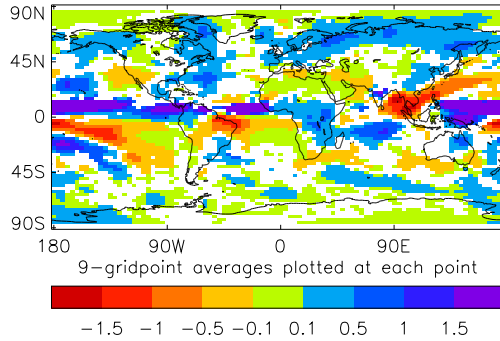 90N
45N
0
45S
90S
180 90W 0 90E
9−gridpoint averages plotted at each point
−1.5 −1 −0.5 −0.1 0.1 0.5 1 1.5